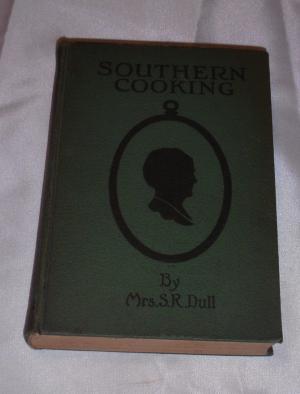 SOUTHERN
COOKING
By
Mrs. S.R. Dull